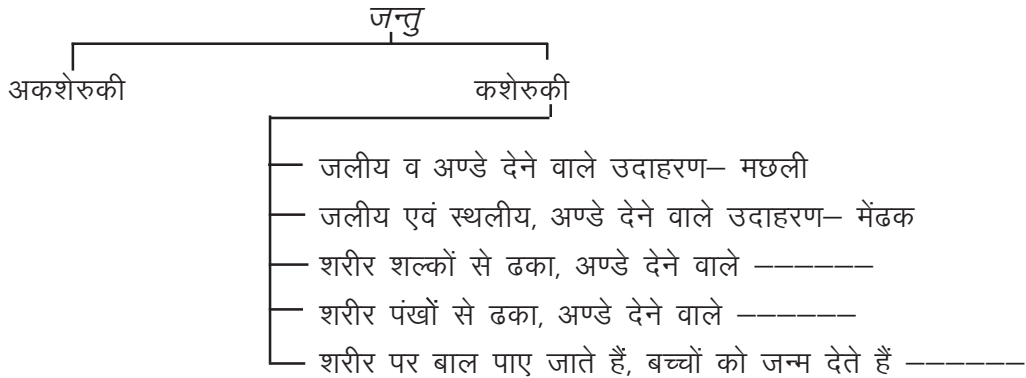 जन्तु
अकशेरुकी कशेरुकी
जलीय व अण्डे देने वाले उदाहरण– मछली
जलीय एवं स्थलीय, अण्डे देने वाले उदाहरण– मेंढक
शरीर शल्कों से ढका, अण्डे देने वाले ––––––
शरीर पंखों से ढका, अण्डे देने वाले ––––––
शरीर पर बाल पाए जाते हैं, बच्चों को जन्म देते हैं ––––––